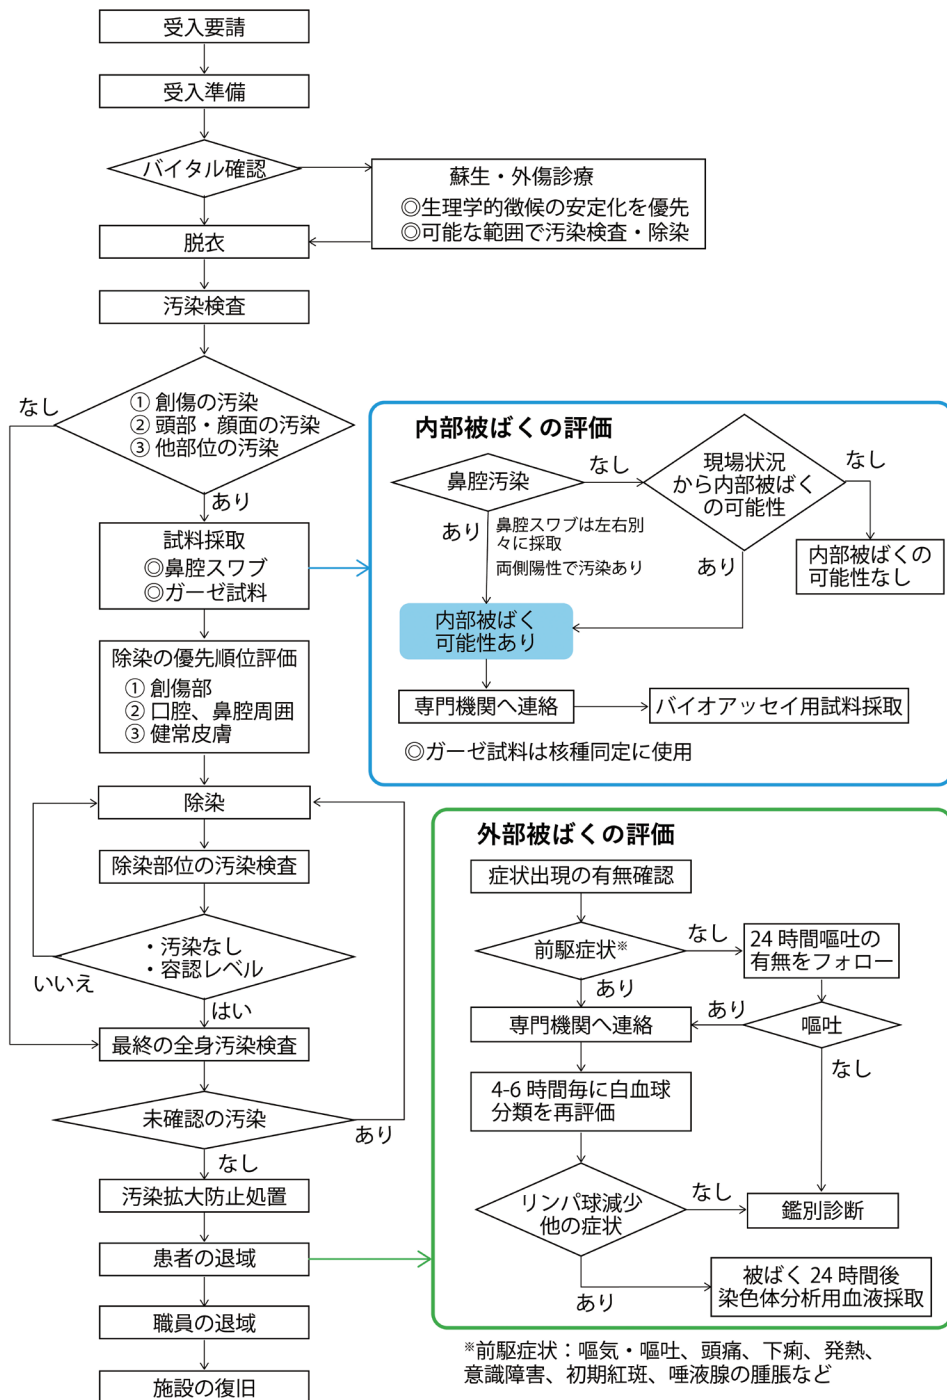 受入要請
受入準備
バイタル確認
蘇生・外傷診療
◎生理学的徴候の安定化を優先
◎可能な範囲で汚染検査・除染
脱衣
汚染検査
なし
① 創傷の汚染
② 頭部・顔面の汚染
③ 他部位の汚染
あり
試料採取
◎鼻腔スワブ
◎ガーゼ試料
除染の優先順位評価
① 創傷部
② 口腔、鼻腔周囲
③ 健常皮膚
除染
除染部位の汚染検査
・汚染なし
・容認レベル
いいえ
はい
最終の全身汚染検査
未確認の汚染
あり
なし
汚染拡大防止処置
患者の退域
職員の退域
施設の復旧
内部被ばくの評価
鼻腔汚染
なし
現場状況
から内部被ばく
の可能性
なし
あり
鼻腔スワブは左右別
々に採取
両側陽性で汚染あり
あり
内部被ばくの
可能性なし
内部被ばく
可能性あり
専門機関へ連絡
バイオアッセイ用試料採取
◎ガーゼ試料は核種同定に使用
外部被ばくの評価
症状出現の有無確認
前駆症状※
なし
24 時間嘔吐の
有無をフォロー
あり
専門機関へ連絡
あり
嘔吐
なし
4-6 時間毎に白血球
分類を再評価
リンパ球減少
他の症状
なし
鑑別診断
あり
被ばく 24 時間後
染色体分析用血液採取
※前駆症状：嘔気・嘔吐、頭痛、下痢、発熱、
意識障害、初期紅斑、唾液腺の腫脹など